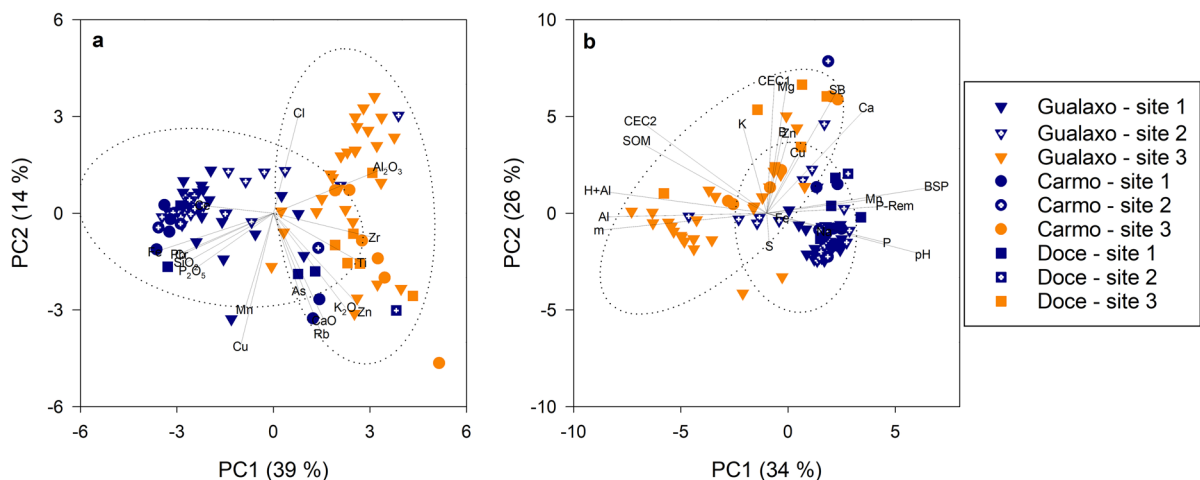 a
PC2 (14 %)
6
3
0
-3
-6
-6
-3
0
3
6
PC1 (39 %)
Cl
Al2O3
Fe
SiO
P2O5
Zr
Ti
As
K2O
Zn
CaO
Rb
Mn
Cu
b
PC2 (26 %)
10
5
0
-5
-10
-10
-5
0
5
PC1 (34 %)
CEC1
Mg
SB
Ca
CEC2
SOM
K
B
Zn
Cu
H+Al
Al
m
Fe
S
BSP
Mn
P-Rem
P
pH
Gualaxo - site 1
Gualaxo - site 2
Gualaxo - site 3
Carmo - site 1
Carmo - site 2
Carmo - site 3
Doce - site 1
Doce - site 2
Doce - site 3